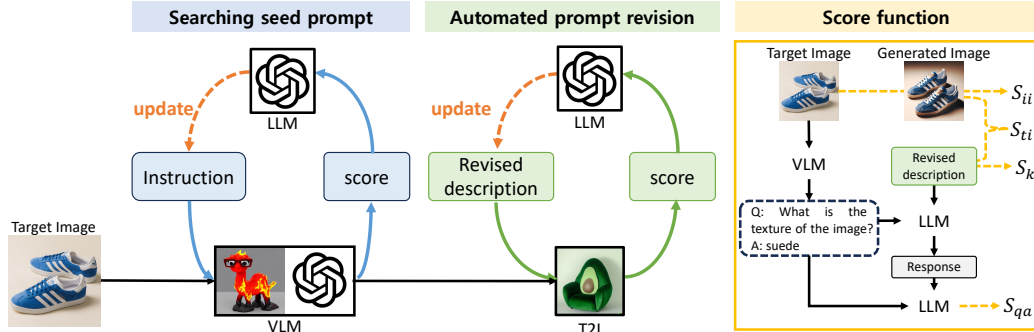 Searching seed prompt
Automated prompt revision
Score function
update
LLM
Instruction
score
Target Image
VLM
update
LLM
Revised
description
score
T2I
Target Image
Generated Image
S_ii
S_ti
S_k
VLM
Revised
description
Q: What is the
texture of the image?
A: suede
LLM
Response
LLM
S_qa